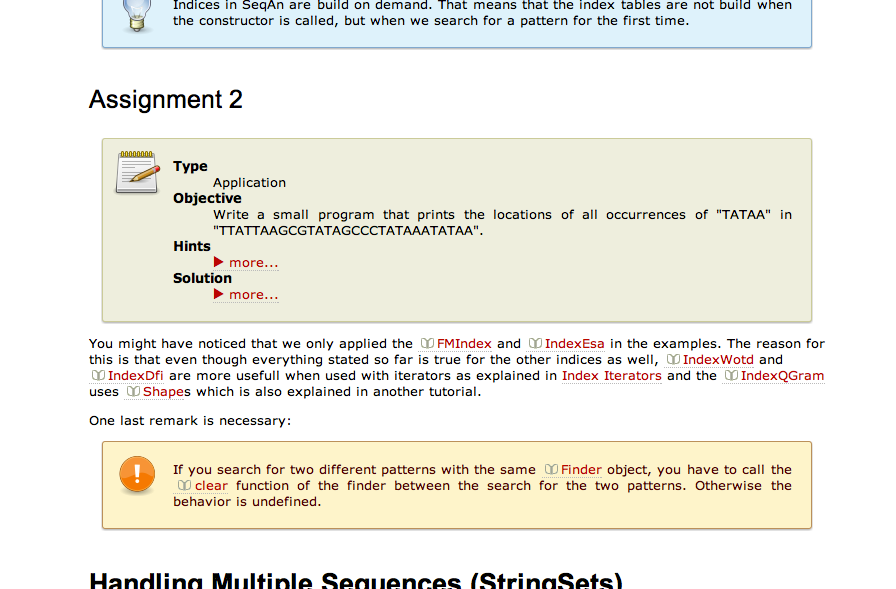 Indices in SeqAn are build on demand. That means that the index tables are not build when
the constructor is called, but when we search for a pattern for the first time.
Assignment 2
Type
Application
Objective
Write a small program that prints the locations of all occurrences of "TATAA" in
"TTATTAAGCGTATAGCCCTATAAATATAA".
Hints
▶ more...
Solution
▶ more...
You might have noticed that we only applied the FMIndex and IndexEsa in the examples. The reason for
this is that even though everything stated so far is true for the other indices as well, IndexWotd and
IndexDfi are more usefull when used with iterators as explained in Index Iterators and the IndexQGram
uses Shapes which is also explained in another tutorial.
One last remark is necessary:
If you search for two different patterns with the same Finder object, you have to call the
clear function of the finder between the search for the two patterns. Otherwise the
behavior is undefined.
Handling Multiple Sequences (StringSets)